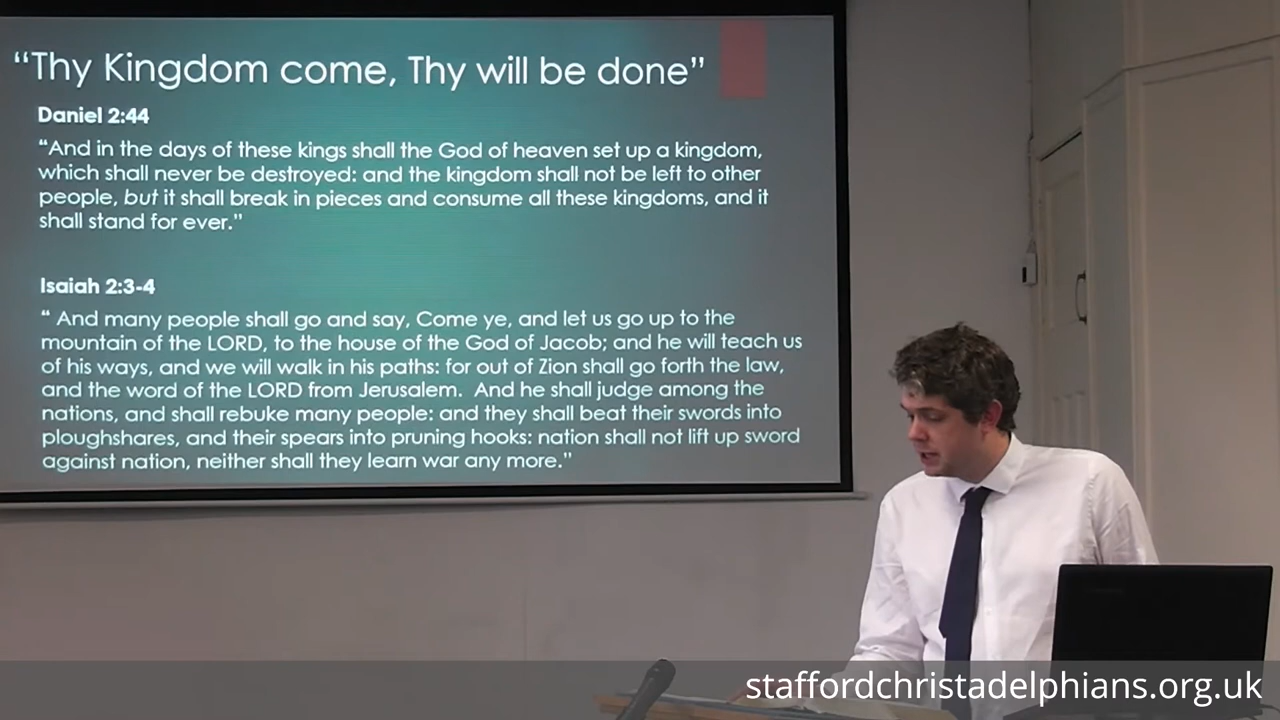 “Thy Kingdom come, Thy will be done”
Daniel 2:44
“And in the days of these kings shall the God of heaven set up a kingdom,
which shall never be destroyed: and the kingdom shall not be left to other
people, but it shall break in pieces and consume all these kingdoms, and it
shall stand for ever.”
Isaiah 2:3-4
“ And many people shall go and say, Come ye, and let us go up to the
mountain of the LORD, to the house of the God of Jacob; and he will teach us
of his ways, and we will walk in his paths: for out of Zion shall go forth the law,
and the word of the LORD from Jerusalem.  And he shall judge among the
nations, and shall rebuke many people: and they shall beat their swords into
ploughshares, and their spears into pruning hooks: nation shall not lift up sword
against nation, neither shall they learn war any more.”
staffordchristadelphians.org.uk